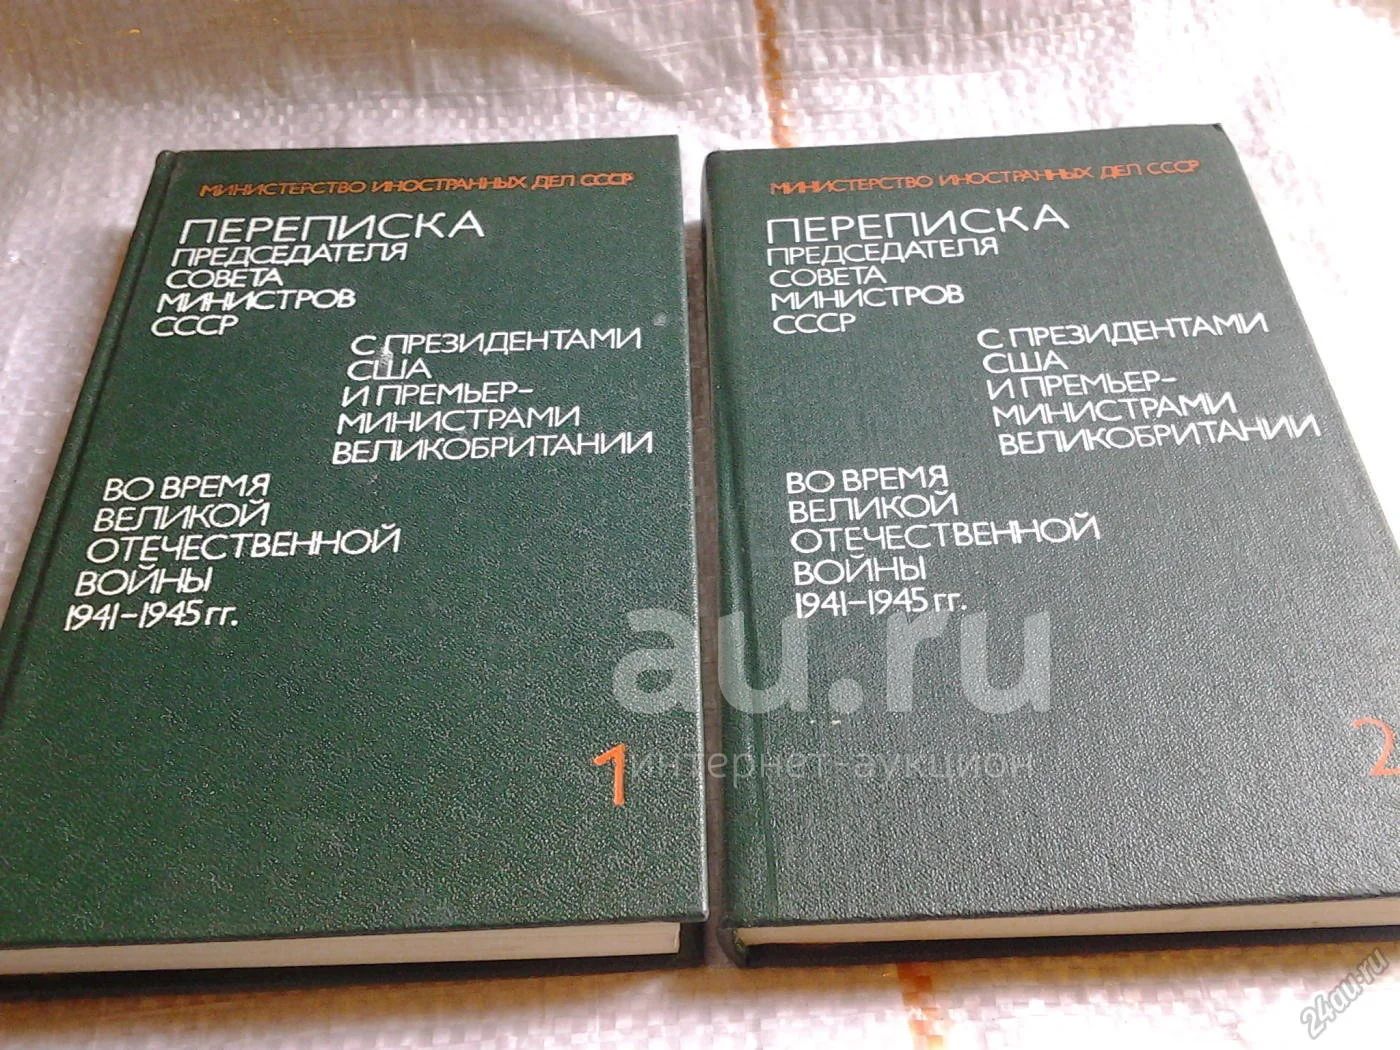 МИНИСТЕРСТВО ИНОСТРАННЫХ ДЕЛ СССР
ПЕРЕПИСКА
ПРЕДСЕДАТЕЛЯ
СОВЕТА
МИНИСТРОВ
СССР
С ПРЕЗИДЕНТАМИ
США
И ПРЕМЬЕР-
МИНИСТРАМИ
ВЕЛИКОБРИТАНИИ
ВО ВРЕМЯ
ВЕЛИКОЙ
ОТЕЧЕСТВЕННОЙ
ВОЙНЫ
1941-1945 гг.
1
МИНИСТЕРСТВО ИНОСТРАННЫХ ДЕЛ СССР
ПЕРЕПИСКА
ПРЕДСЕДАТЕЛЯ
СОВЕТА
МИНИСТРОВ
СССР
С ПРЕЗИДЕНТАМИ
США
И ПРЕМЬЕР-
МИНИСТРАМИ
ВЕЛИКОБРИТАНИИ
ВО ВРЕМЯ
ВЕЛИКОЙ
ОТЕЧЕСТВЕННОЙ
ВОЙНЫ
1941-1945 гг.
2
au.ru
интернет-аукцион
24au.ru